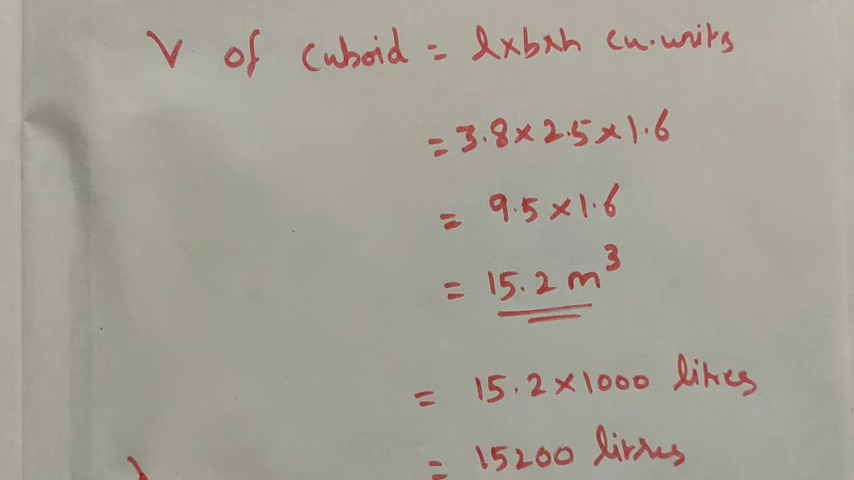 V of Cuboid = l×b×h cu.units
= 3.8×2.5×1.6
= 9.5×1.6
= 15.2 m³
= 15.2×1000 litres
= 15200 litres